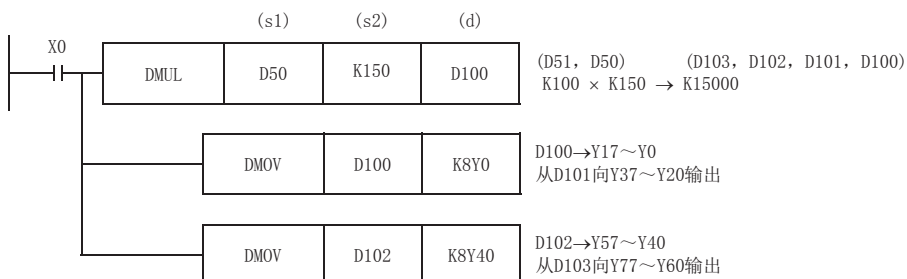 (s1) (s2) (d)
X0
DMUL D50 K150 D100
(D51, D50) (D103, D102, D101, D100)
K100 × K150 → K15000
DMOV D100 K8Y0
D100→Y17～Y0
从D101向Y37～Y20输出
DMOV D102 K8Y40
D102→Y57～Y40
从D103向Y77～Y60输出